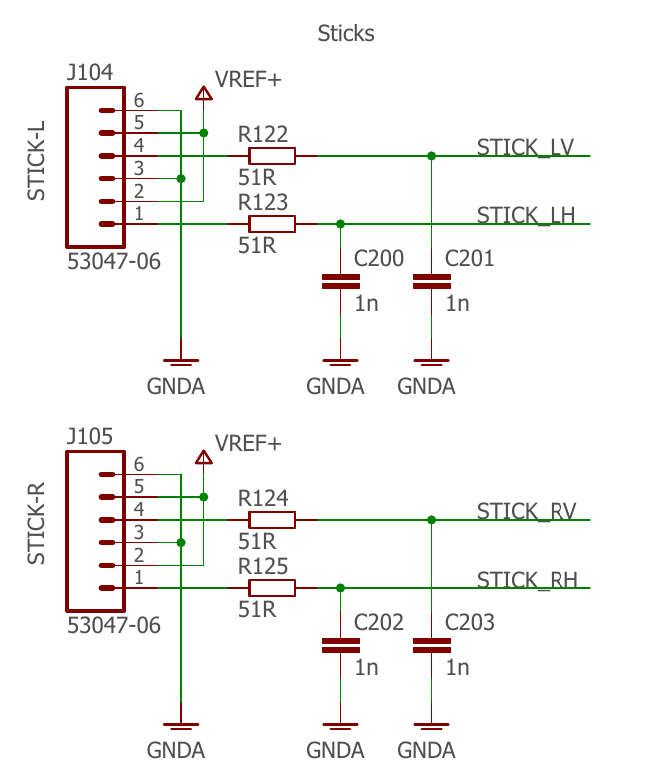 Sticks
J104
VREF+
STICK-L
6
5
4
3
2
1
R122
51R
R123
51R
STICK_LV
STICK_LH
53047-06
C200
1n
C201
1n
GNDA
GNDA
GNDA
J105
VREF+
STICK-R
6
5
4
3
2
1
R124
51R
R125
51R
STICK_RV
STICK_RH
53047-06
C202
1n
C203
1n
GNDA
GNDA
GNDA